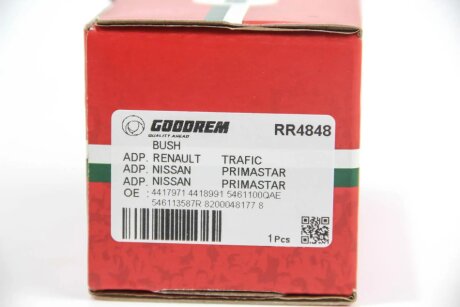 GOODREM RR4848
QUALITY AHEAD
BUSH
ADP. RENAULT TRAFIC
ADP. NISSAN PRIMASTAR
ADP. NISSAN PRIMASTAR
OE : 4417971 4418991 5461100QAE
546113587R 8200048177 8
1 Pcs